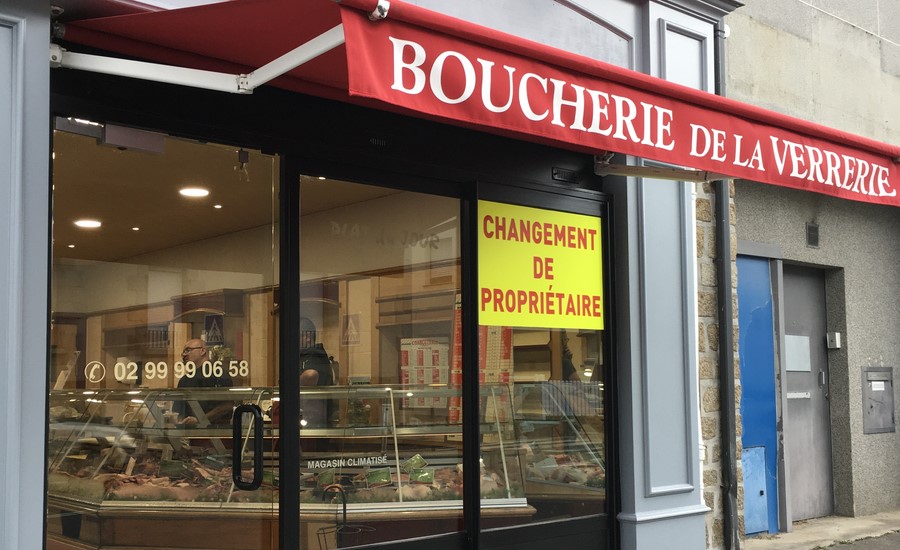 BOUCHERIE DE LA VERRERIE
CHANGEMENT
DE
PROPRIÉTAIRE
02 99 99 06 58
MAGASIN CLIMATISÉ